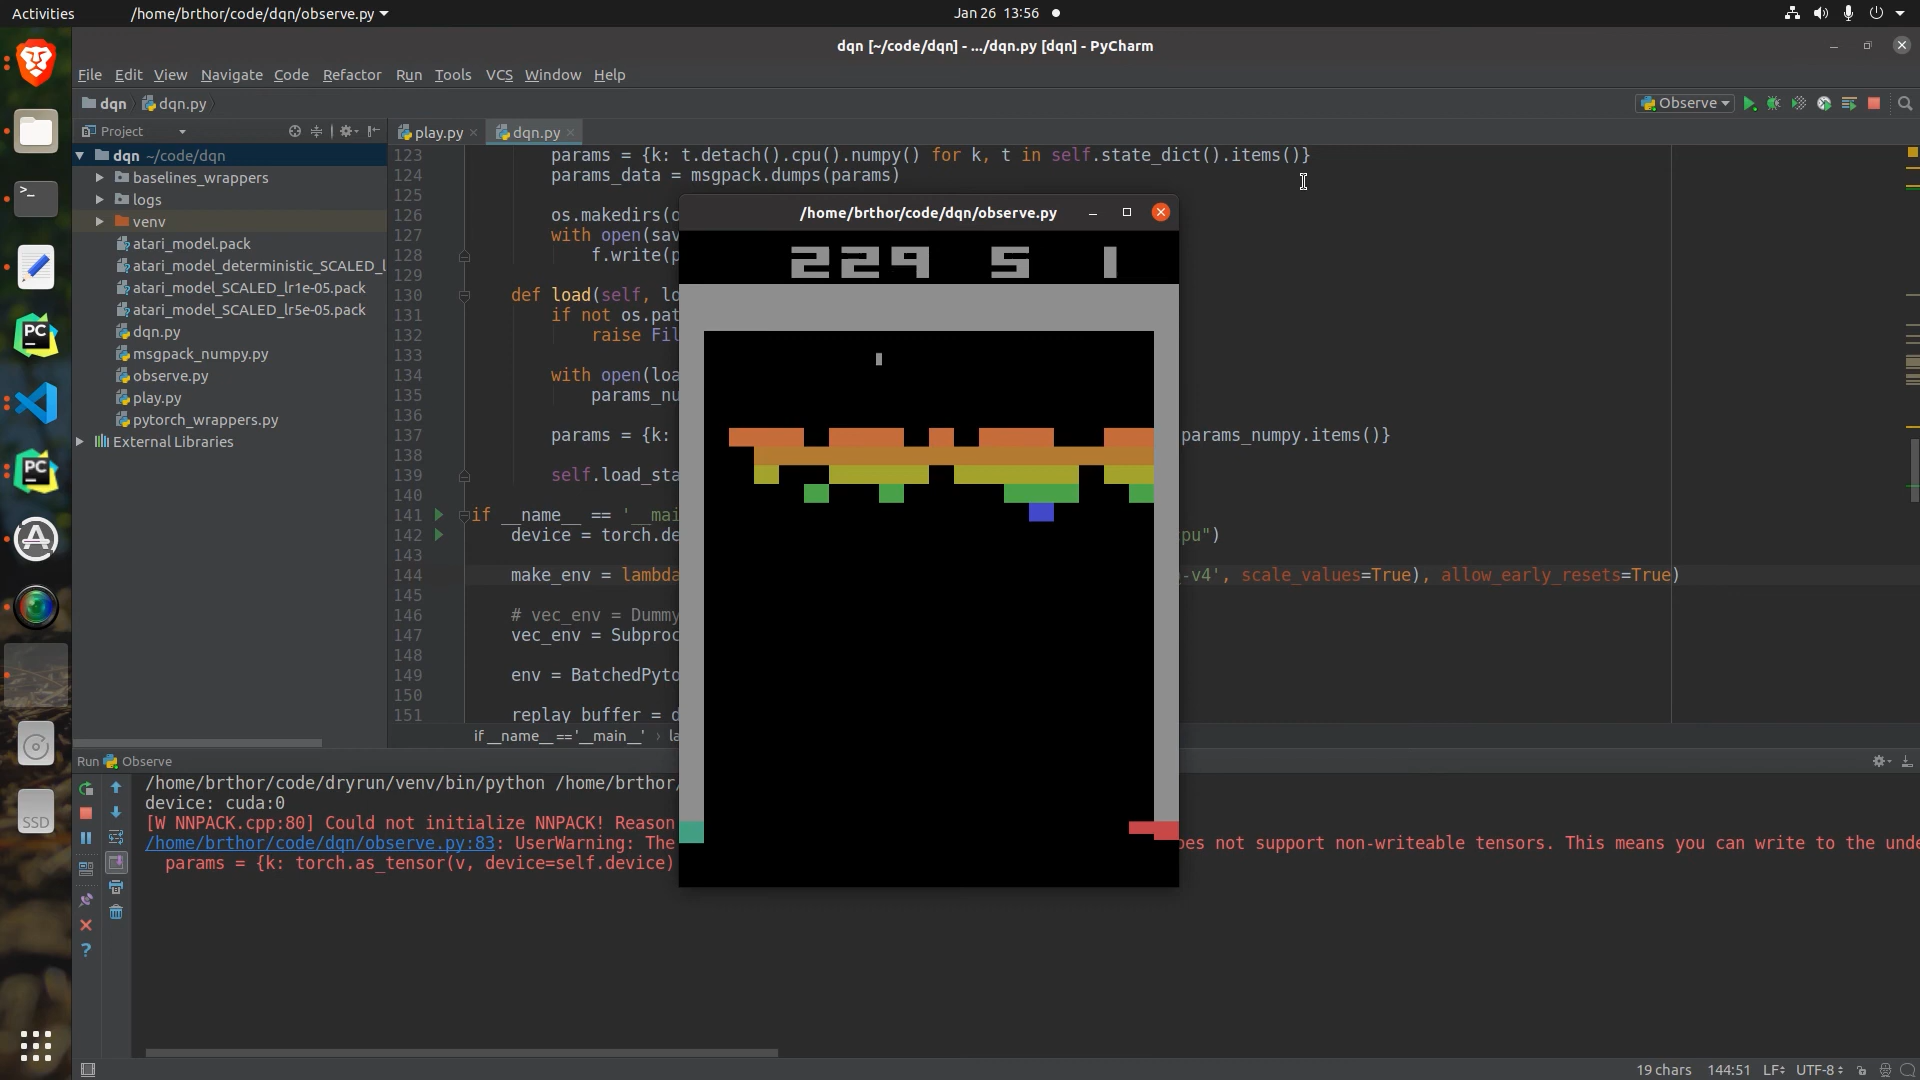 Activities
/home/brthor/code/dqn/observe.py
Jan 26 13:56
dqn [~/code/dqn] - .../dqn.py [dqn] - PyCharm
File Edit View Navigate Code Refactor Run Tools VCS Window Help
dqn dqn.py
Observe
Project
play.py dqn.py
dqn ~/code/dqn
baselines_wrappers
logs
venv
atari_model.pack
atari_model_deterministic_SCALED_l
atari_model_SCALED_lr1e-05.pack
atari_model_SCALED_lr5e-05.pack
dqn.py
msgpack_numpy.py
observe.py
play.py
pytorch_wrappers.py
External Libraries
123 params = {k: t.detach().cpu().numpy() for k, t in self.state_dict().items()}
124 params_data = msgpack.dumps(params)
125
126 os.makedirs(
127 with open(sav
128 f.write(p
129
130 def load(self, lo
131 if not os.pat
132 raise Fil
133
134 with open(loa
135 params_nu
136
137 params = {k: params_numpy.items()}
138
139 self.load_sta
140
141 if __name__ == '__mai
142 device = torch.de pu")
143
144 make_env = lambda -v4', scale_values=True), allow_early_resets=True)
145
146 # vec_env = Dummy
147 vec_env = Subproc
148
149 env = BatchedPyto
150
151 replay_buffer = d
if __name__ == '__main__' › la
/home/brthor/code/dqn/observe.py
229 5 1
Run Observe
/home/brthor/code/dryrun/venv/bin/python /home/brthor/
device: cuda:0
[W NNPACK.cpp:80] Could not initialize NNPACK! Reason
/home/brthor/code/dqn/observe.py:83: UserWarning: The oes not support non-writeable tensors. This means you can write to the unde
params = {k: torch.as_tensor(v, device=self.device)
PC
PC
SSD
19 chars 144:51 LF UTF-8